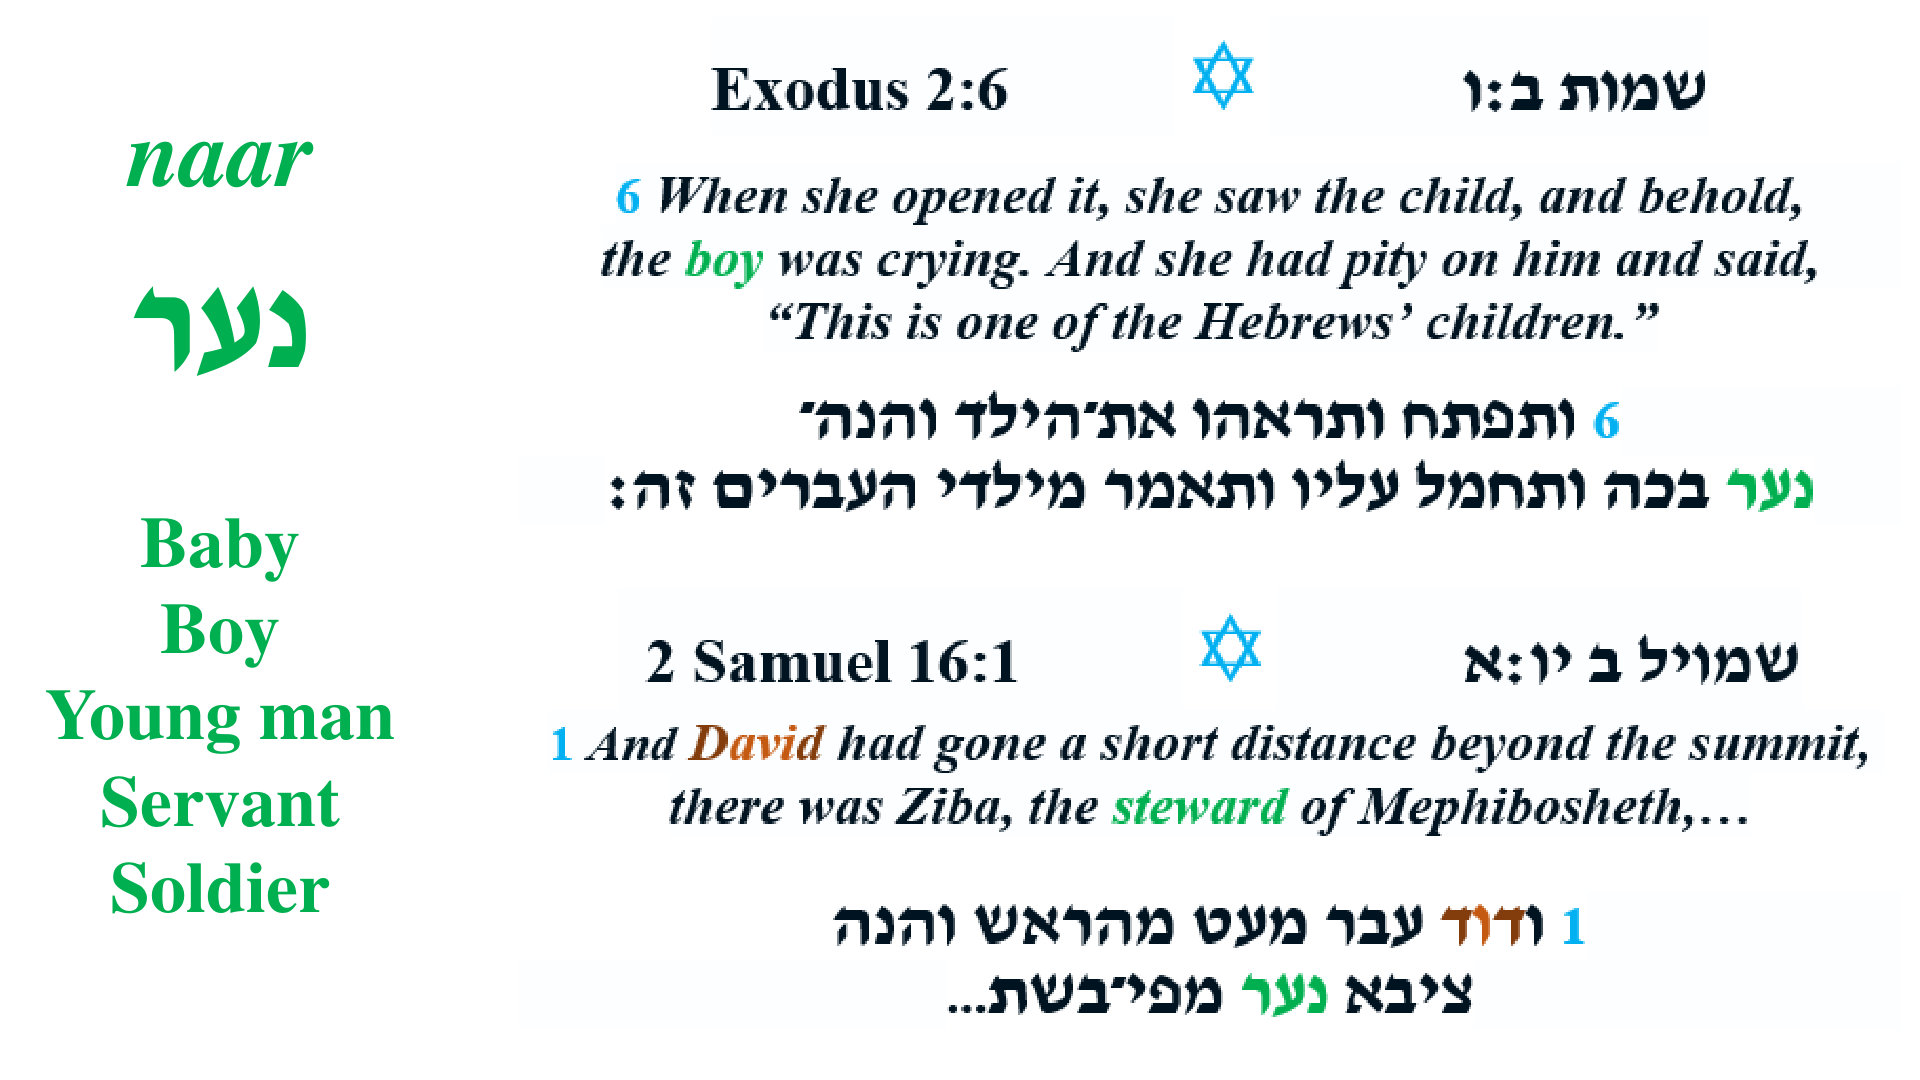 naar
נער
Baby
Boy
Young man
Servant
Soldier
Exodus 2:6 ✡ שמות ב:ו
6 When she opened it, she saw the child, and behold,
the boy was crying. And she had pity on him and said,
“This is one of the Hebrews’ children.”
6 ותפתח ותראהו את־הילד והנה־
נער בכה ותחמל עליו ותאמר מילדי העברים זה:
2 Samuel 16:1 ✡ שמויל ב יו:א
1 And David had gone a short distance beyond the summit,
there was Ziba, the steward of Mephibosheth,…
1 ודוד עבר מעט מהראש והנה
ציבא נער מפי־בשת...